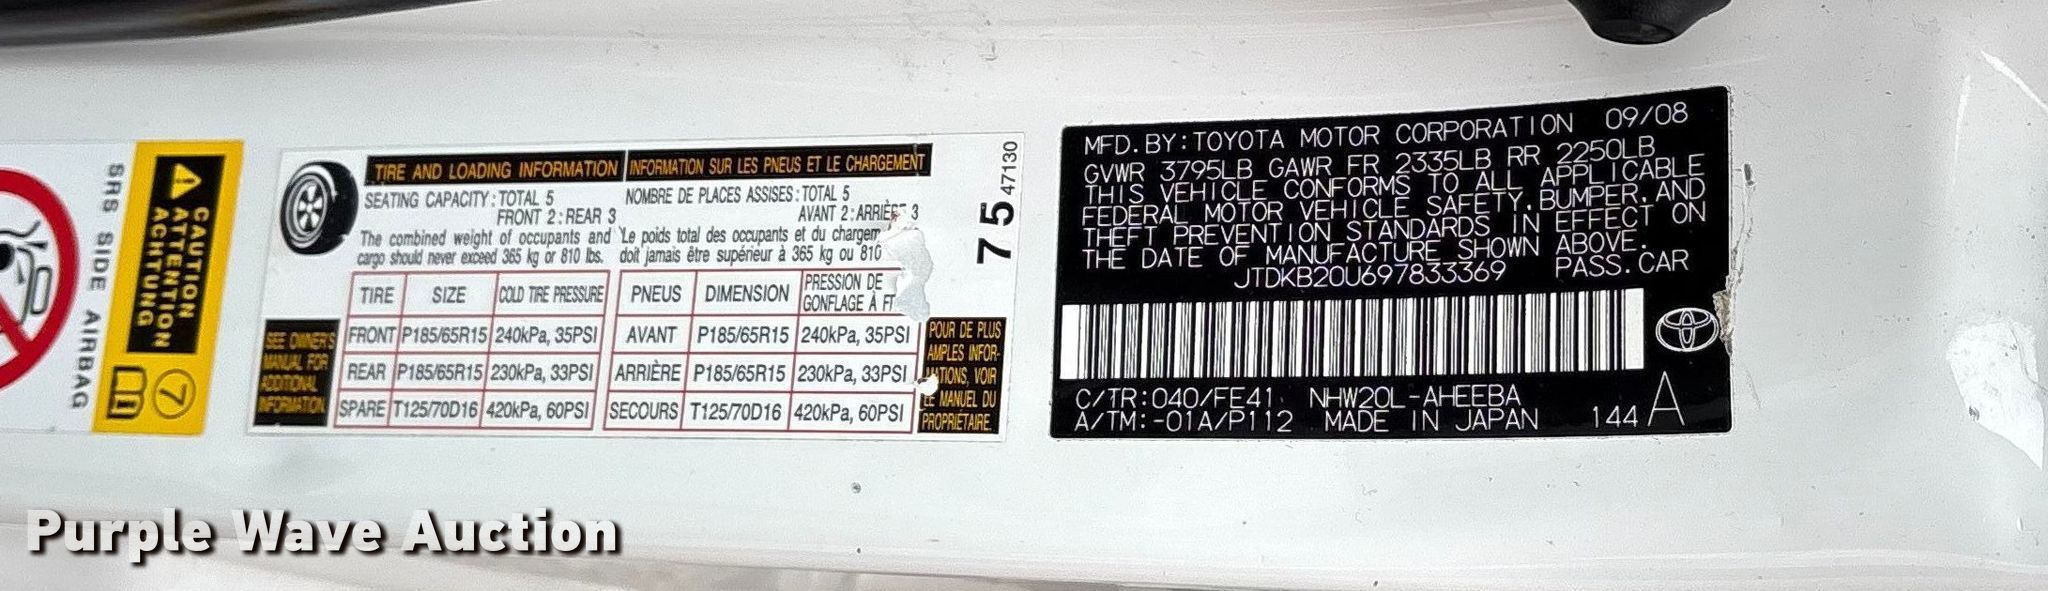 SRS SIDE AIRBAG
CAUTION
ATTENTION
ACHTUNG
7
TIRE AND LOADING INFORMATION
SEATING CAPACITY: TOTAL 5
FRONT 2: REAR 3
The combined weight of occupants and
cargo should never exceed 365 kg or 810 lbs.
INFORMATION SUR LES PNEUS ET LE CHARGEMENT
NOMBRE DE PLACES ASSISES: TOTAL 5
AVANT 2: ARRIÈRE 3
Le poids total des occupants et du chargem
doit jamais être supérieur à 365 kg ou 810
SEE OWNER'S
MANUAL FOR
ADDITIONAL
INFORMATION.
TIRE SIZE COLD TIRE PRESSURE
FRONT P185/65R15 240kPa, 35PSI
REAR P185/65R15 230kPa, 33PSI
SPARE T125/70D16 420kPa, 60PSI
PNEUS DIMENSION PRESSION DE
GONFLAGE À F
AVANT P185/65R15 240kPa, 35PSI
ARRIÈRE P185/65R15 230kPa, 33PSI
SECOURS T125/70D16 420kPa, 60PSI
POUR DE PLUS
AMPLES INFOR-
MATIONS, VOIR
LE MANUEL DU
PROPRIÉTAIRE.
75 47130
MFD.BY:TOYOTA MOTOR CORPORATION 09/08
GVWR 3795LB GAWR FR 2335LB RR 2250LB
THIS VEHICLE CONFORMS TO ALL APPLICABLE
FEDERAL MOTOR VEHICLE SAFETY,BUMPER,AND
THEFT PREVENTION STANDARDS IN EFFECT ON
THE DATE OF MANUFACTURE SHOWN ABOVE.
JTDKB20U697833369 PASS.CAR
TOYOTA
C/TR:040/FE41 NHW20L-AHEEBA
A/TM:-01A/P112 MADE IN JAPAN 144 A
Purple Wave Auction